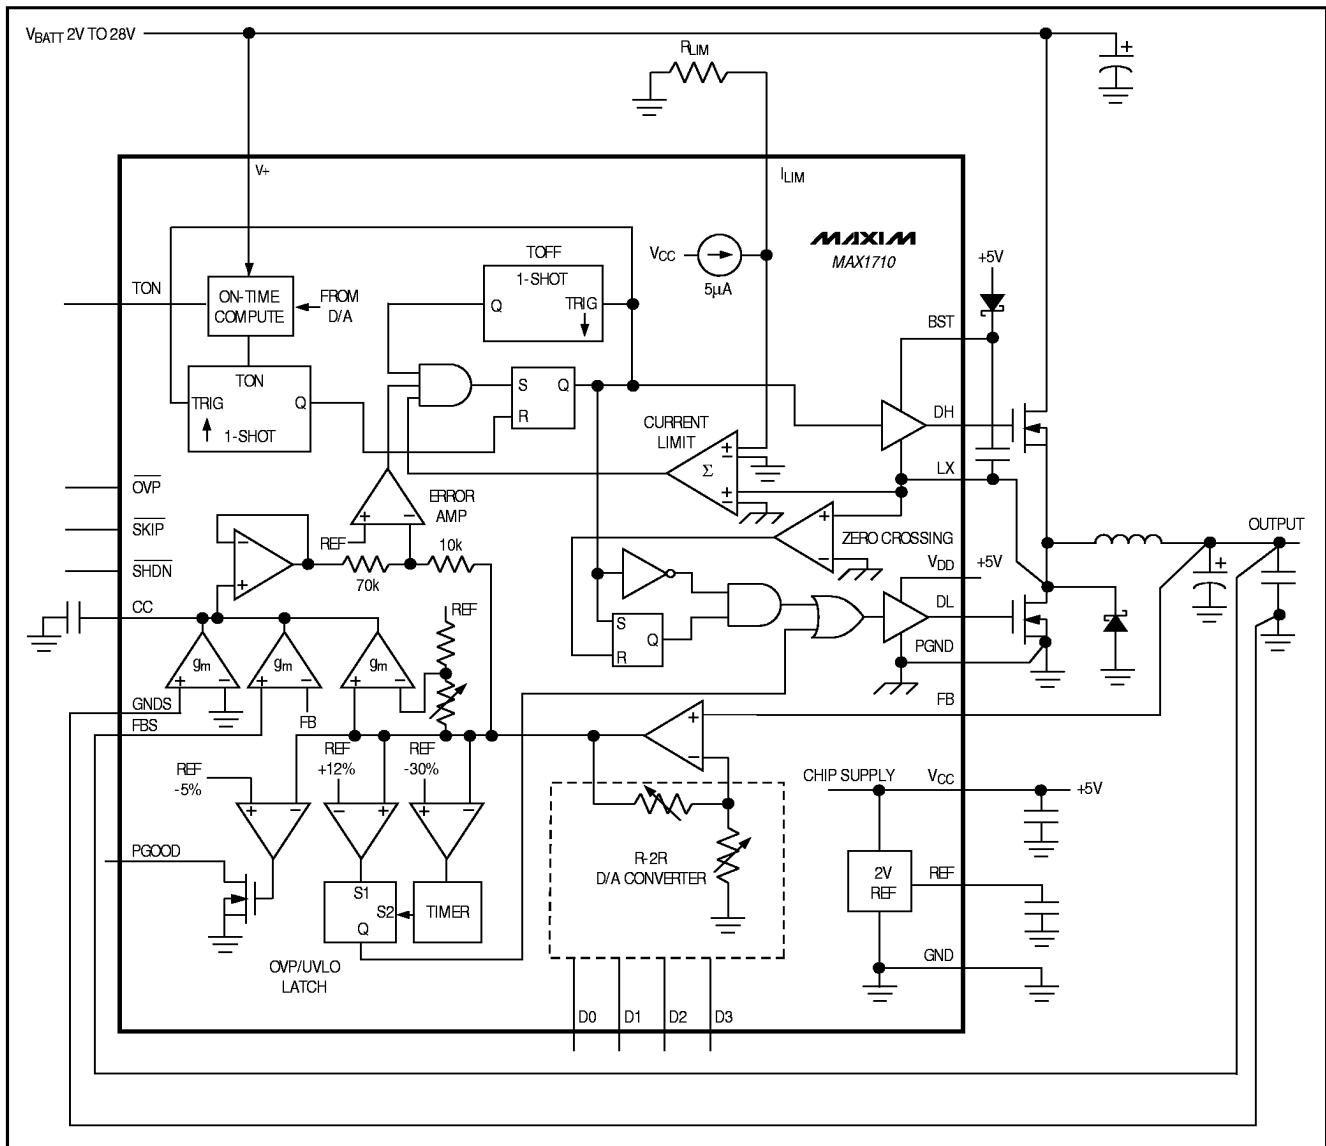 VBATT 2V TO 28V
RLIM
+
V+
ILIM
MAXIM
MAX1710
VCC
5µA
+5V
TOFF
1-SHOT
Q
TRIG
TON
ON-TIME
COMPUTE
FROM
D/A
BST
TON
TRIG
Q
1-SHOT
S
Q
R
DH
CURRENT
LIMIT
+
−
Σ
+
−
LX
OVP
ERROR
AMP
+
−
REF
SKIP
10k
70k
SHDN
−
+
+
−
ZERO CROSSING
OUTPUT
+
VDD
+5V
CC
REF
DL
S
Q
R
PGND
gm
gm
gm
+
−
+
−
+
−
GNDS
FBS
FB
FB
+
−
REF
-5%
REF
+12%
REF
-30%
+
−
−
+
+
−
CHIP SUPPLY
VCC
+5V
PGOOD
R-2R
D/A CONVERTER
2V
REF
REF
S1
S2
Q
TIMER
OVP/UVLO
LATCH
GND
D0
D1
D2
D3